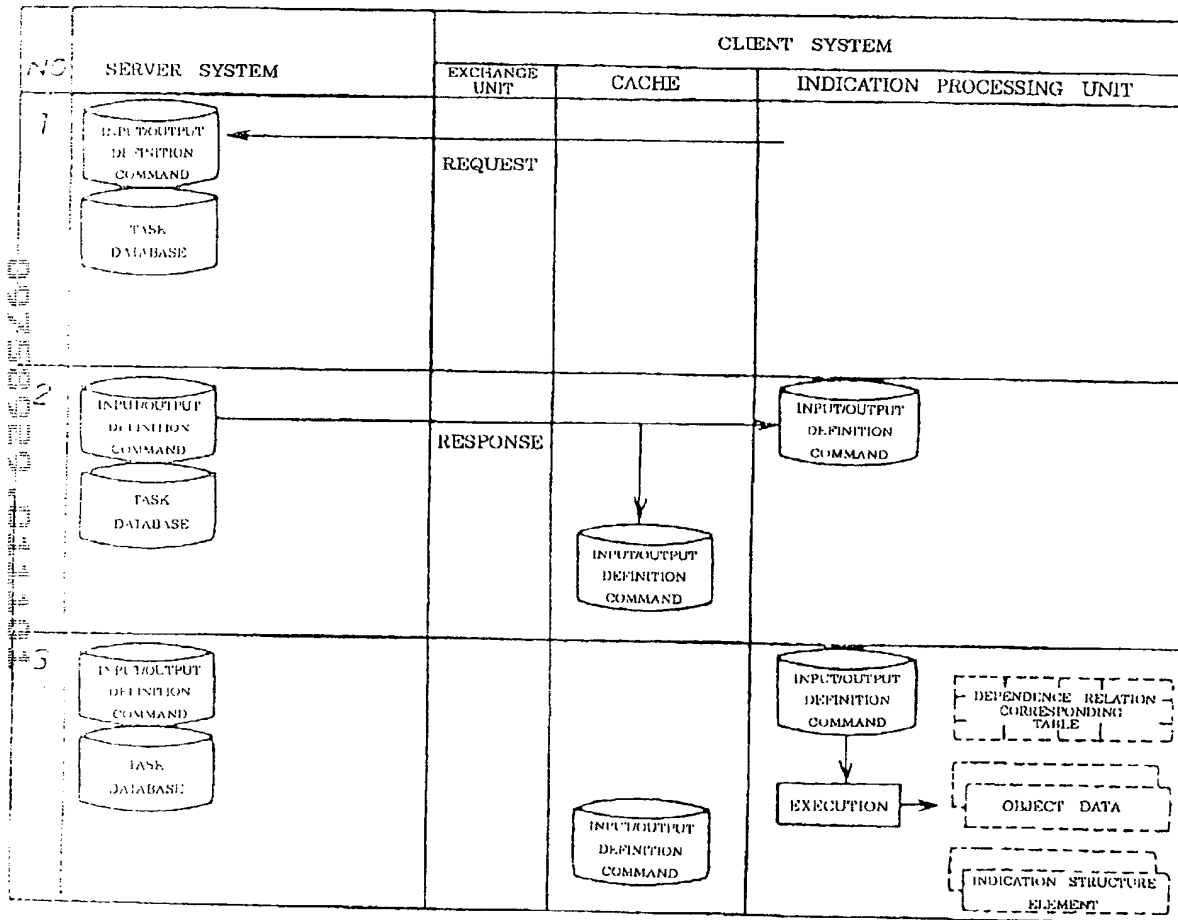 CLIENT SYSTEM
NO
SERVER SYSTEM
EXCHANGE
UNIT
CACHE
INDICATION PROCESSING UNIT
1
INPUT/OUTPUT
DEFINITION
COMMAND
REQUEST
TASK
DATABASE
2
INPUT/OUTPUT
DEFINITION
COMMAND
RESPONSE
INPUT/OUTPUT
DEFINITION
COMMAND
TASK
DATABASE
INPUT/OUTPUT
DEFINITION
COMMAND
3
INPUT/OUTPUT
DEFINITION
COMMAND
INPUT/OUTPUT
DEFINITION
COMMAND
DEPENDENCE RELATION
CORRESPONDING
TABLE
TASK
DATABASE
EXECUTION
OBJECT DATA
INPUT/OUTPUT
DEFINITION
COMMAND
INDICATION STRUCTURE
ELEMENT